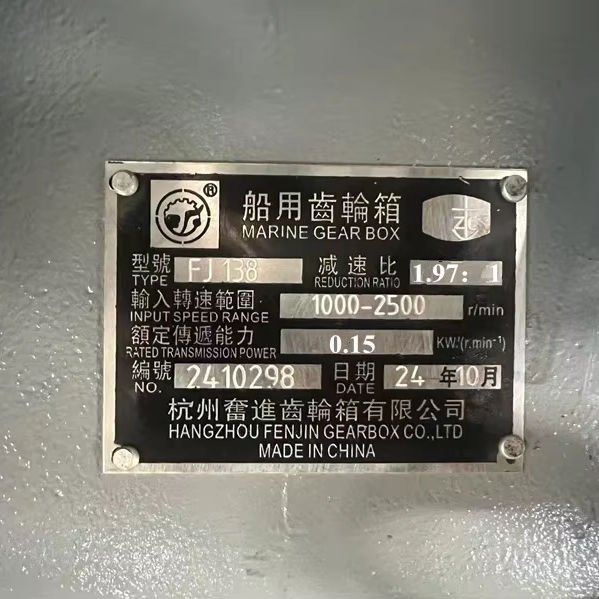 ® 船用齒輪箱 ZC
MARINE GEAR BOX
型號 FJ 138 减速比 1.97: 1
TYPE REDUCTION RATIO
輸入轉速範圍 1000-2500 r/min
INPUT SPEED RANGE
額定傳遞能力 0.15 KW/(r.min⁻¹)
RATED TRANSMISSION POWER
編號 2410298 日期 24 年10月
NO. DATE
杭州奮進齒輪箱有限公司
HANGZHOU FENJIN GEARBOX CO.,LTD
MADE IN CHINA